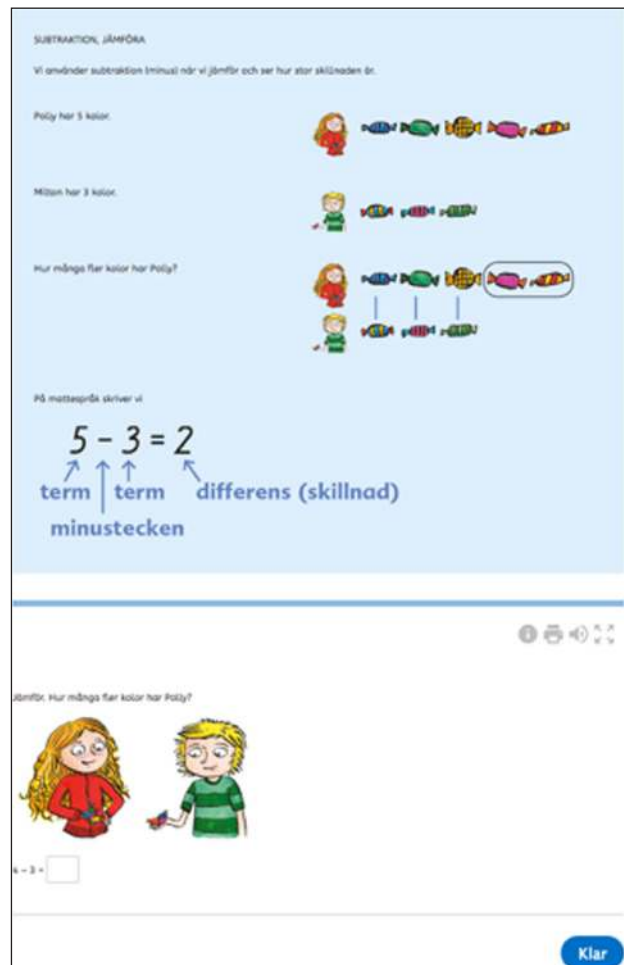 SUBTRAKTION, JÄMFÖRA
Vi använder subtraktion (minus) när vi jämför och ser hur stor skillnaden är.
Polly har 5 kolor.
Milton har 3 kolor.
Hur många fler kolor har Polly?
På mattespråk skriver vi
5 - 3 = 2
term term differens (skillnad)
minustecken
Jämför. Hur många fler kolor har Polly?
4 - 3 =
Klar